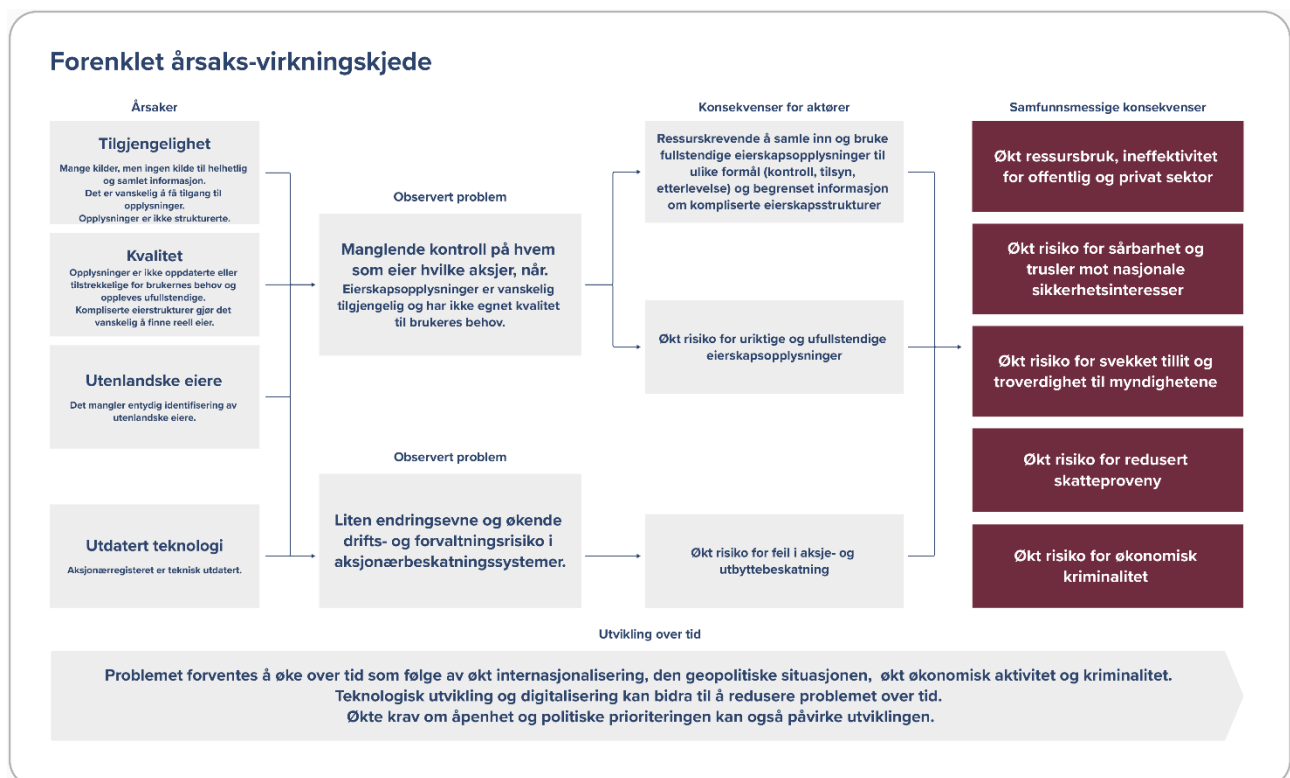 Forenklet årsaks-virkningskjede
Årsaker
Tilgjengelighet
Mange kilder, men ingen kilde til helhetlig
og samlet informasjon.
Det er vanskelig å få tilgang til
opplysninger.
Opplysninger er ikke strukturerte.
Kvalitet
Opplysninger er ikke oppdaterte eller
tilstrekkelige for brukernes behov og
oppleves ufullstendige.
Kompliserte eierstrukturer gjør det
vanskelig å finne reell eier.
Utenlandske eiere
Det mangler entydig identifisering av
utenlandske eiere.
Utdatert teknologi
Aksjonærregisteret er teknisk utdatert.
Observert problem
Manglende kontroll på hvem
som eier hvilke aksjer, når.
Eierskapsopplysninger er vanskelig
tilgjengelig og har ikke egnet kvalitet
til brukeres behov.
Observert problem
Liten endringsevne og økende
drifts- og forvaltningsrisiko i
aksjonærbeskatningssystemer.
Konsekvenser for aktører
Ressurskrevende å samle inn og bruke
fullstendige eierskapsopplysninger til
ulike formål (kontroll, tilsyn,
etterlevelse) og begrenset informasjon
om kompliserte eierskapsstrukturer
Økt risiko for uriktige og ufullstendige
eierskapsopplysninger
Økt risiko for feil i aksje- og
utbyttebeskatning
Samfunnsmessige konsekvenser
Økt ressursbruk, ineffektivitet
for offentlig og privat sektor
Økt risiko for sårbarhet og
trusler mot nasjonale
sikkerhetsinteresser
Økt risiko for svekket tillit og
troverdighet til myndighetene
Økt risiko for redusert
skatteproveny
Økt risiko for økonomisk
kriminalitet
Utvikling over tid
Problemet forventes å øke over tid som følge av økt internasjonalisering, den geopolitiske situasjonen, økt økonomisk aktivitet og kriminalitet.
Teknologisk utvikling og digitalisering kan bidra til å redusere problemet over tid.
Økte krav om åpenhet og politiske prioriteringen kan også påvirke utviklingen.